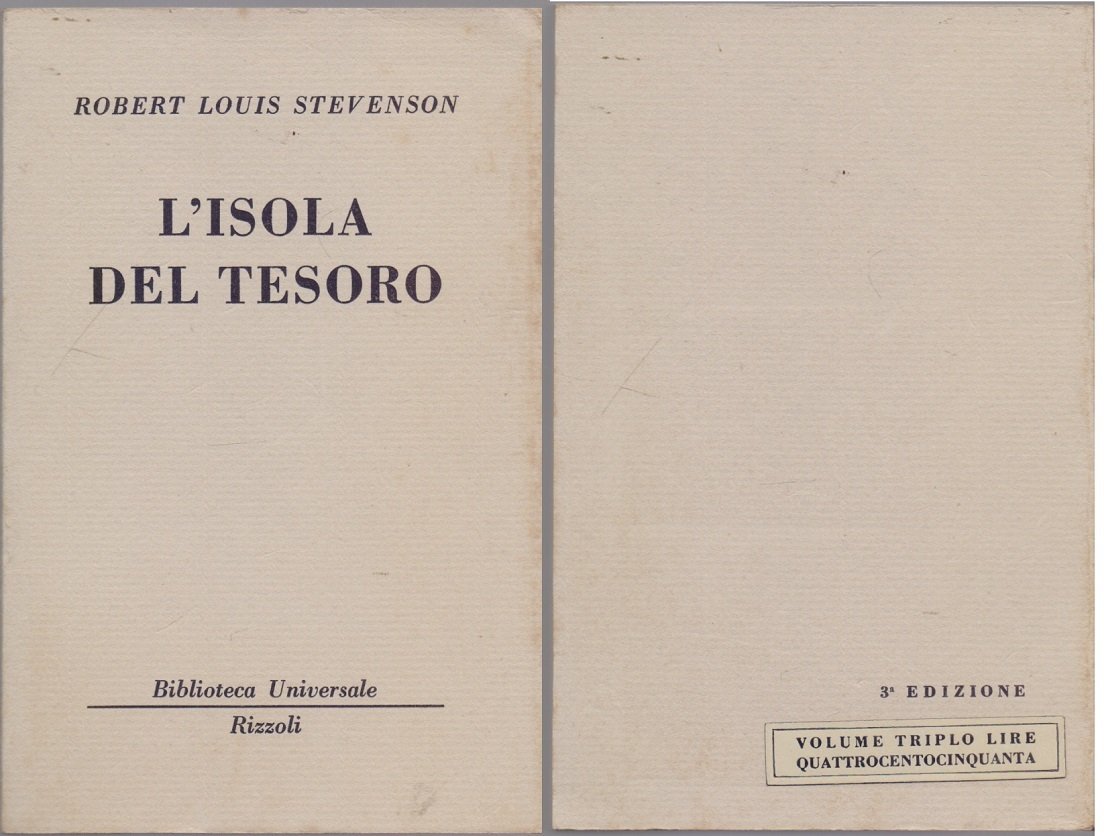 ROBERT LOUIS STEVENSON
L'ISOLA
DEL TESORO
Biblioteca Universale
Rizzoli
3ª EDIZIONE
VOLUME TRIPLO LIRE
QUATTROCENTOCINQUANTA